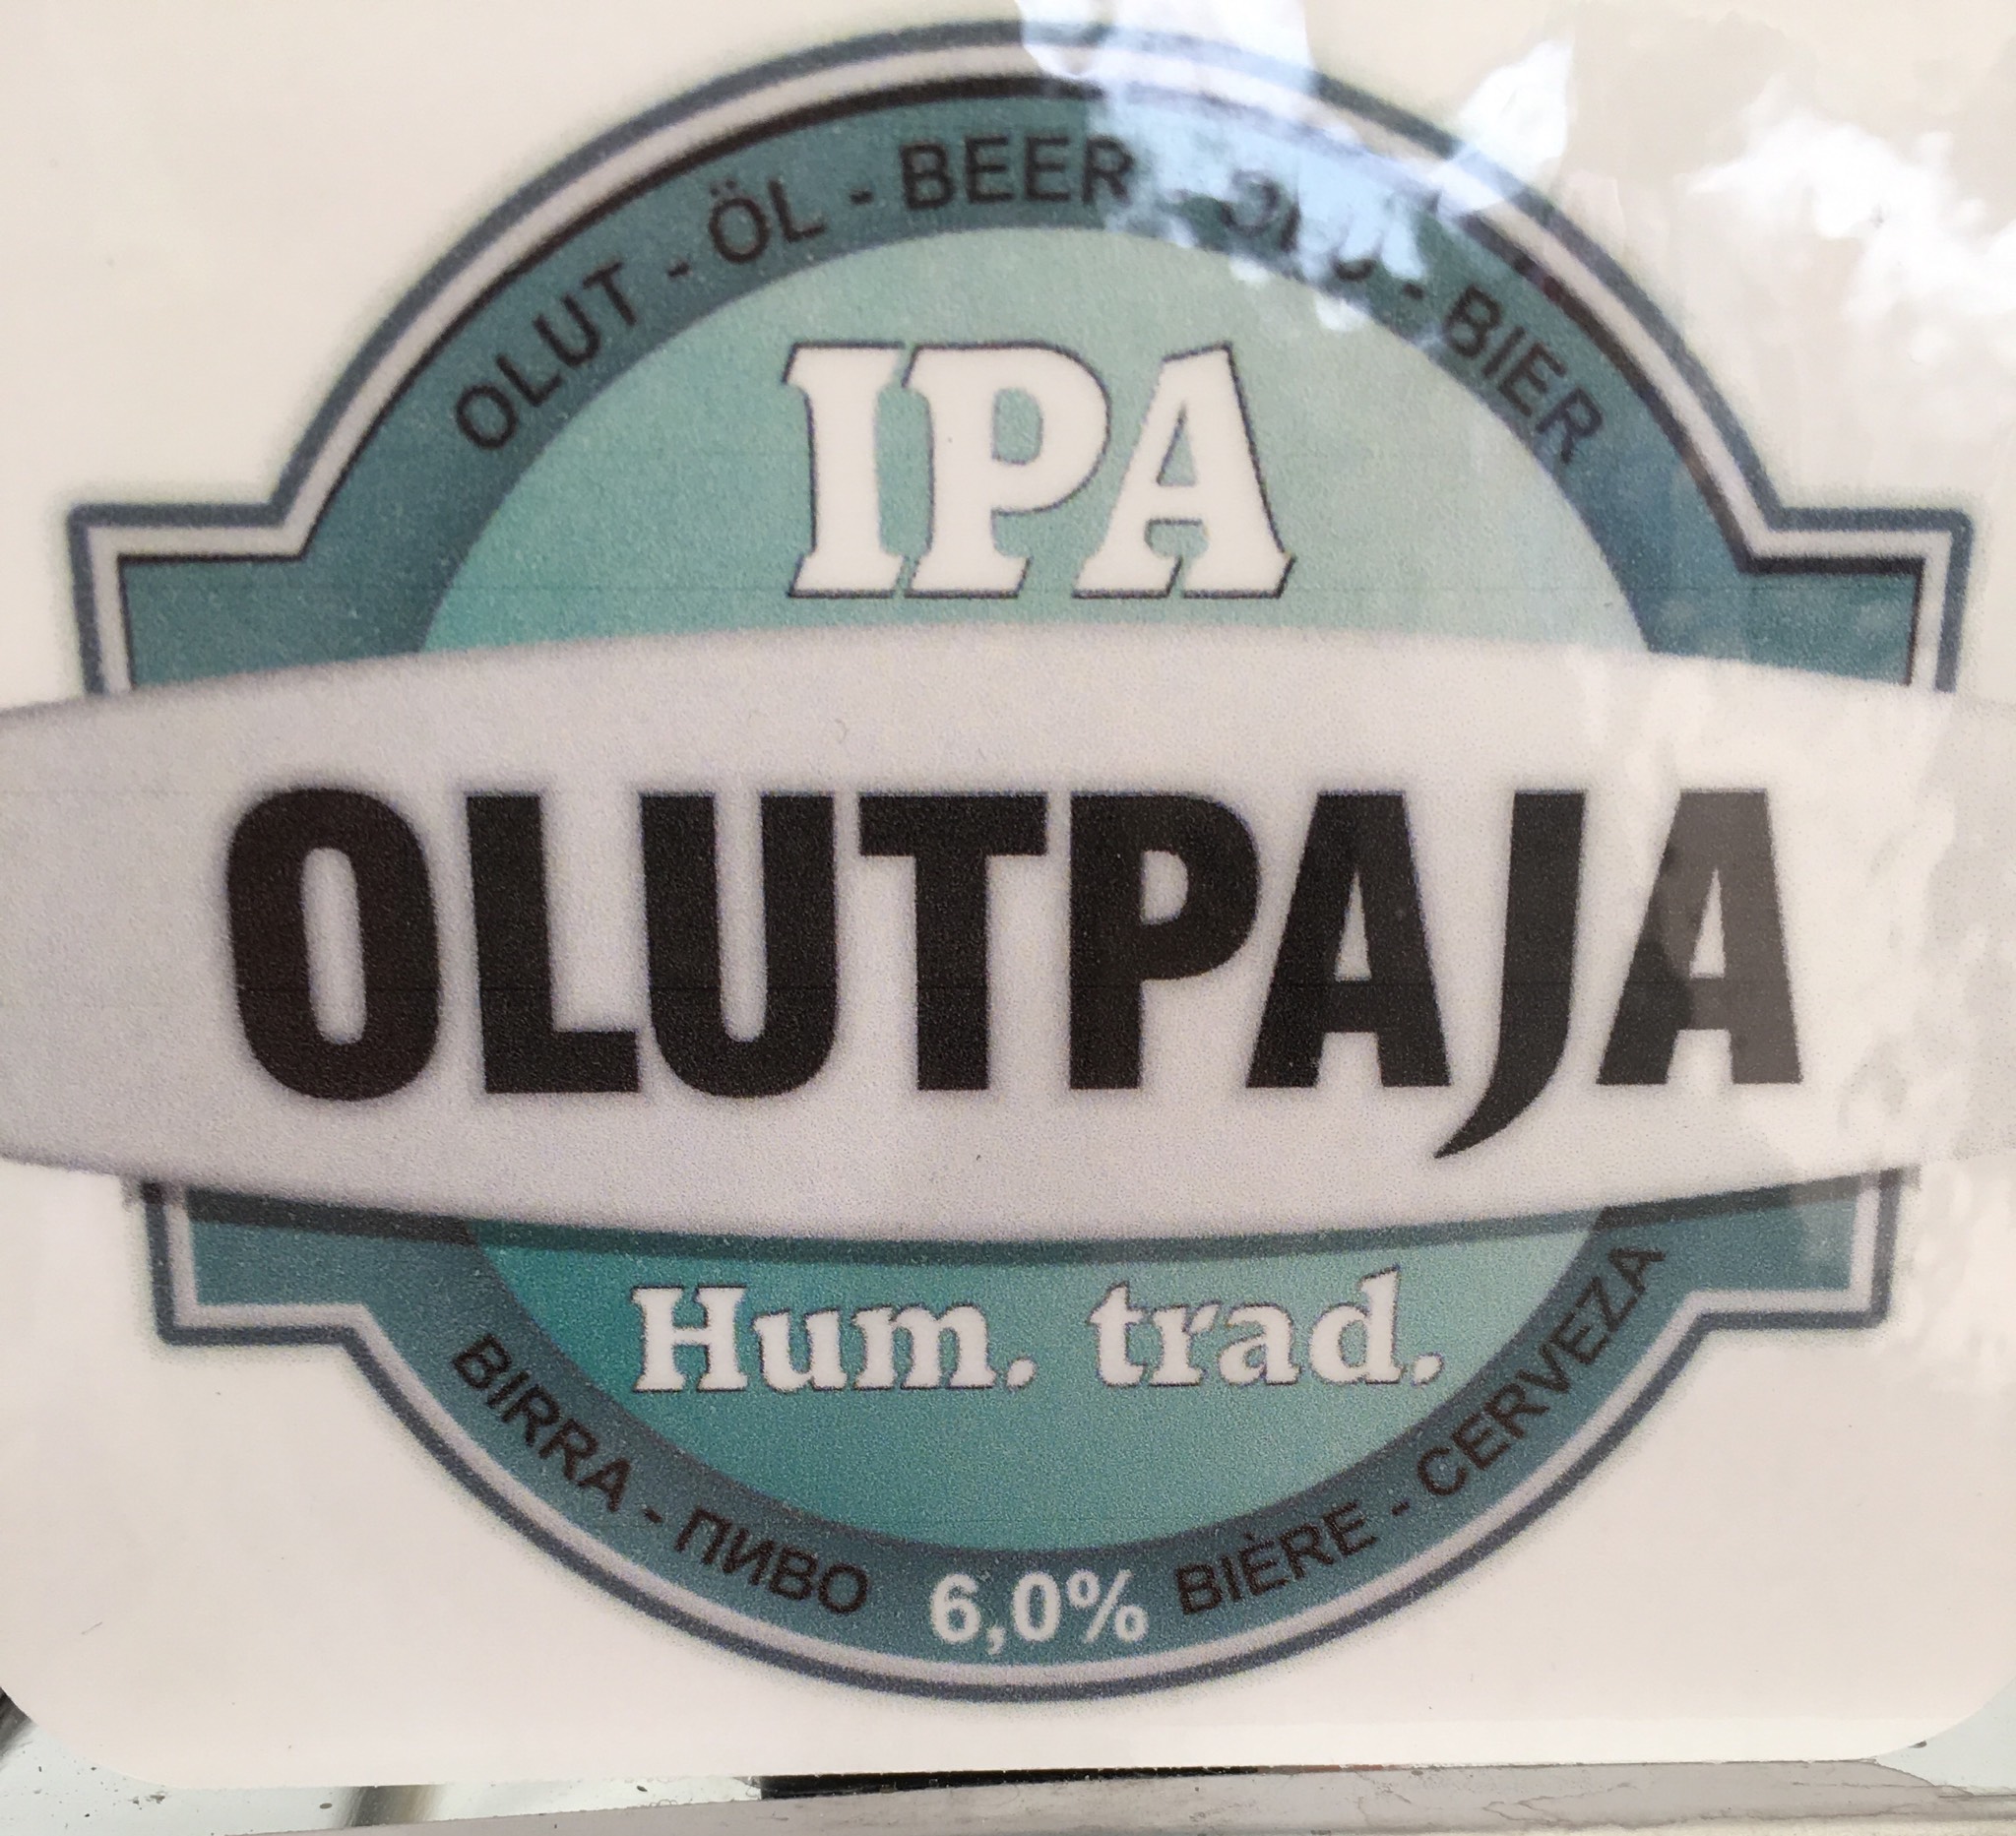 OLUT - ÖL - BEER - - BIER
IPA
OLUTPAJA
Hum. trad.
BIRRA - ПИВО 6,0% BIÈRE - CERVEZA